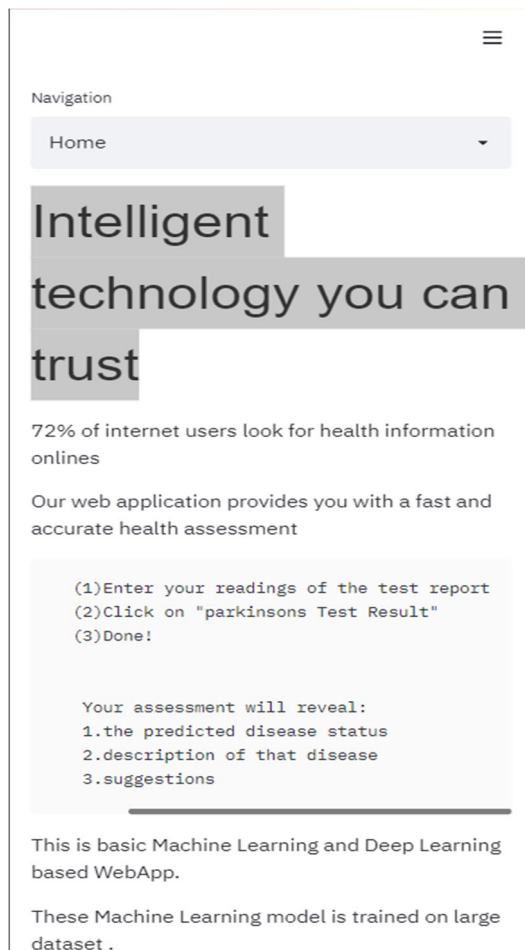 Navigation
Home
Intelligent
technology you can
trust
72% of internet users look for health information
onlines
Our web application provides you with a fast and
accurate health assessment
(1)Enter your readings of the test report
(2)Click on "parkinsons Test Result"
(3)Done!
Your assessment will reveal:
1.the predicted disease status
2.description of that disease
3.suggestions
This is basic Machine Learning and Deep Learning
based WebApp.
These Machine Learning model is trained on large
dataset .